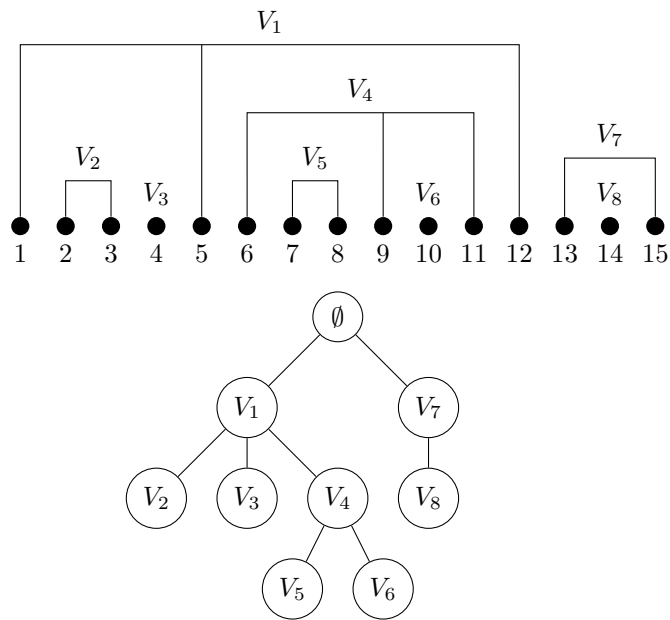 V₁
V₄
V₇
V₂ V₅
V₃ V₆ V₈
1 2 3 4 5 6 7 8 9 10 11 12 13 14 15
∅
V₁ V₇
V₂ V₃ V₄ V₈
V₅ V₆